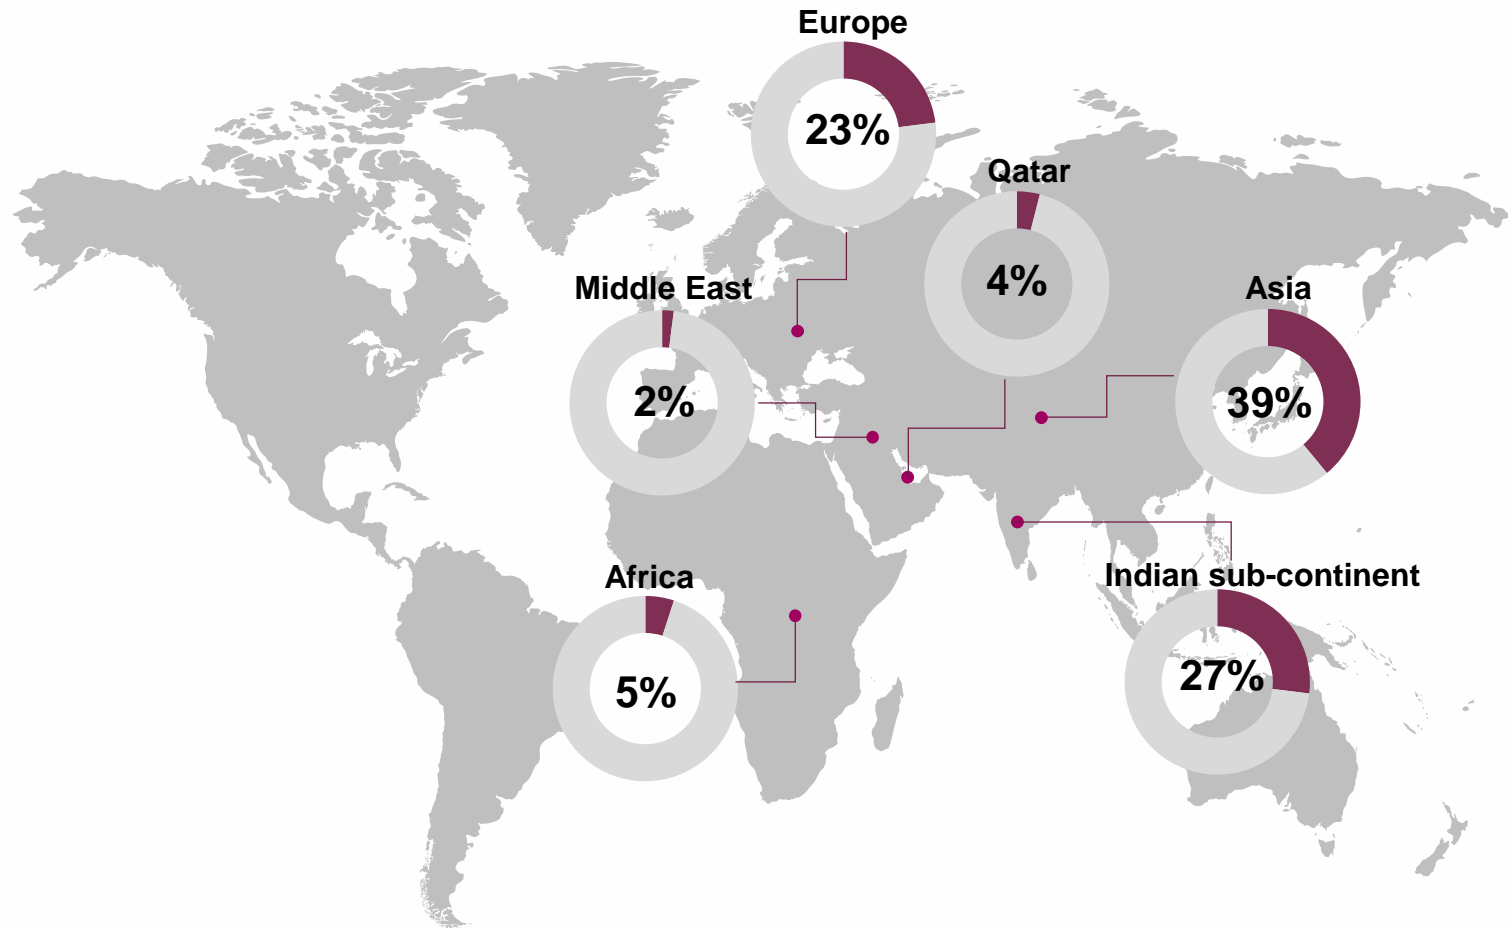 Europe
23%
Qatar
4%
Middle East
2%
Asia
39%
Africa
5%
Indian sub-continent
27%